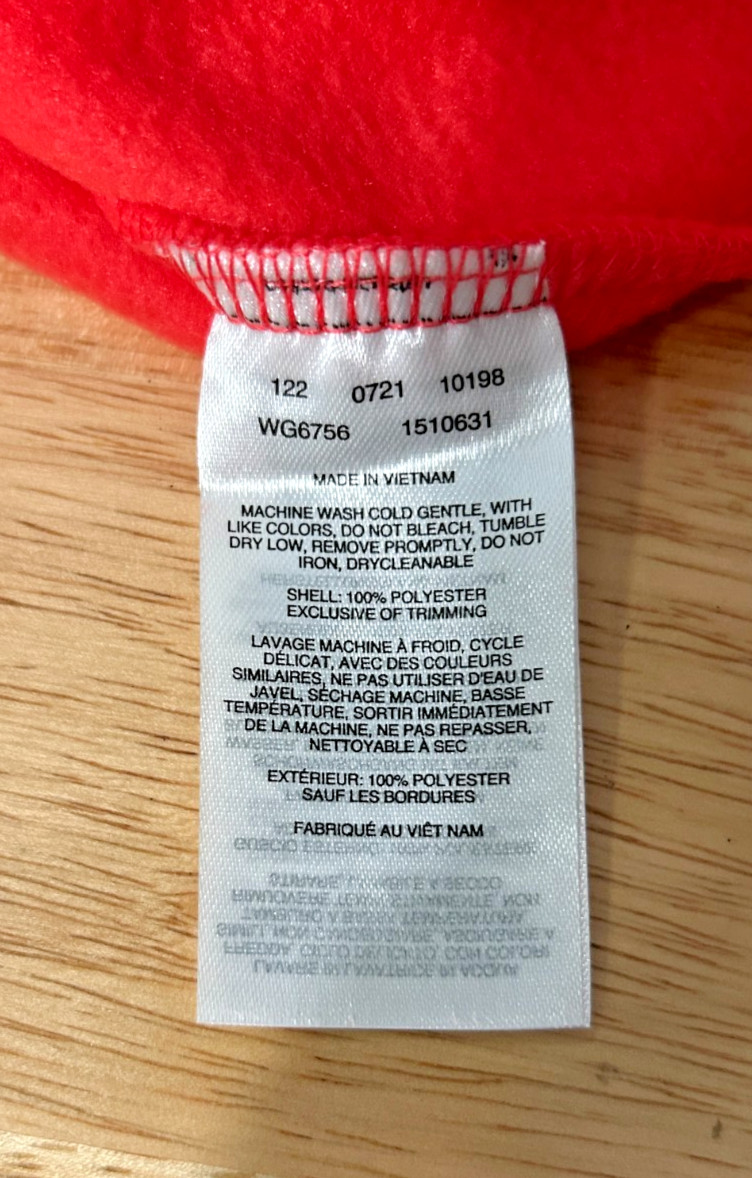 122 0721 10198
WG6756 1510631
MADE IN VIETNAM
MACHINE WASH COLD GENTLE, WITH
LIKE COLORS, DO NOT BLEACH, TUMBLE
DRY LOW, REMOVE PROMPTLY, DO NOT
IRON, DRYCLEANABLE
SHELL: 100% POLYESTER
EXCLUSIVE OF TRIMMING
LAVAGE MACHINE À FROID, CYCLE
DÉLICAT, AVEC DES COULEURS
SIMILAIRES, NE PAS UTILISER D'EAU DE
JAVEL, SÉCHAGE MACHINE, BASSE
TEMPÉRATURE, SORTIR IMMÉDIATEMENT
DE LA MACHINE, NE PAS REPASSER,
NETTOYABLE À SEC
EXTÉRIEUR: 100% POLYESTER
SAUF LES BORDURES
FABRIQUÉ AU VIÊT NAM